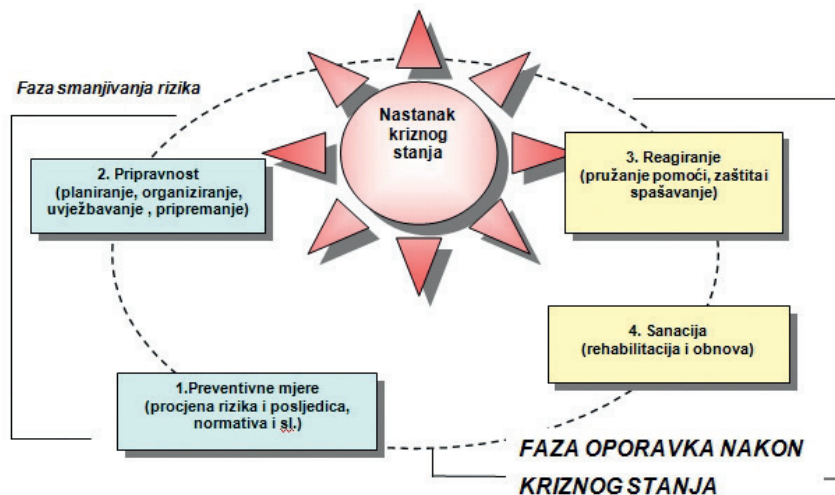 Faza smanjivanja rizika
Nastanak
kriznog
stanja
2. Pripravnost
(planiranje, organiziranje,
uvježbavanje , pripremanje)
3. Reagiranje
(pružanje pomoći, zaštita i
spašavanje)
4. Sanacija
(rehabilitacija i obnova)
1.Preventivne mjere
(procjena rizika i posljedica,
normativa i sl.)
FAZA OPORAVKA NAKON
KRIZNOG STANJA